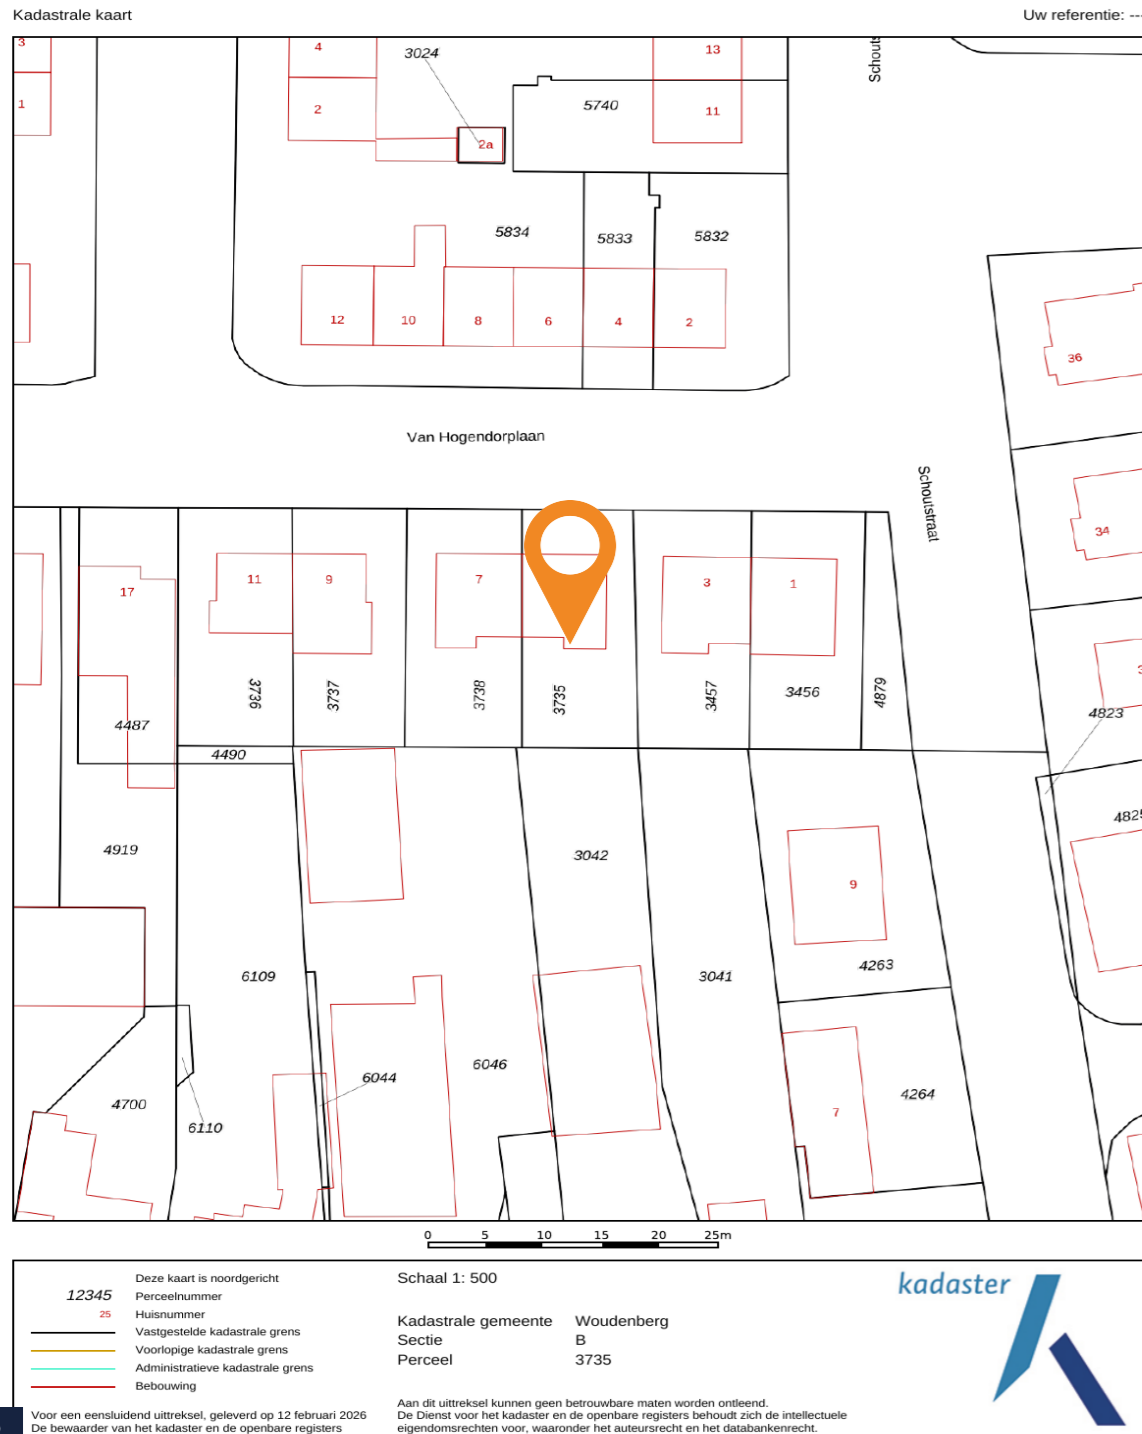 Kadastrale kaart
Uw referentie: --
3
1
4
2
3024
2a
13
11
5740
Schouts
5834
5833
5832
12
10
8
6
4
2
36
Van Hogendorplaan
Schoutstraat
34
17
11
9
7
3
1
3736
3737
3738
3735
3457
3456
4879
4487
4490
4823
4825
4919
3042
9
6109
3041
4263
6046
6044
4700
6110
7
4264
0 5 10 15 20 25m
Deze kaart is noordgericht
12345 Perceelnummer
25 Huisnummer
Vastgestelde kadastrale grens
Voorlopige kadastrale grens
Administratieve kadastrale grens
Bebouwing
Schaal 1: 500
Kadastrale gemeente Woudenberg
Sectie B
Perceel 3735
kadaster
Voor een eensluidend uittreksel, geleverd op 12 februari 2026
De bewaarder van het kadaster en de openbare registers
Aan dit uittreksel kunnen geen betrouwbare maten worden ontleend.
De Dienst voor het kadaster en de openbare registers behoudt zich de intellectuele
eigendomsrechten voor, waaronder het auteursrecht en het databankenrecht.